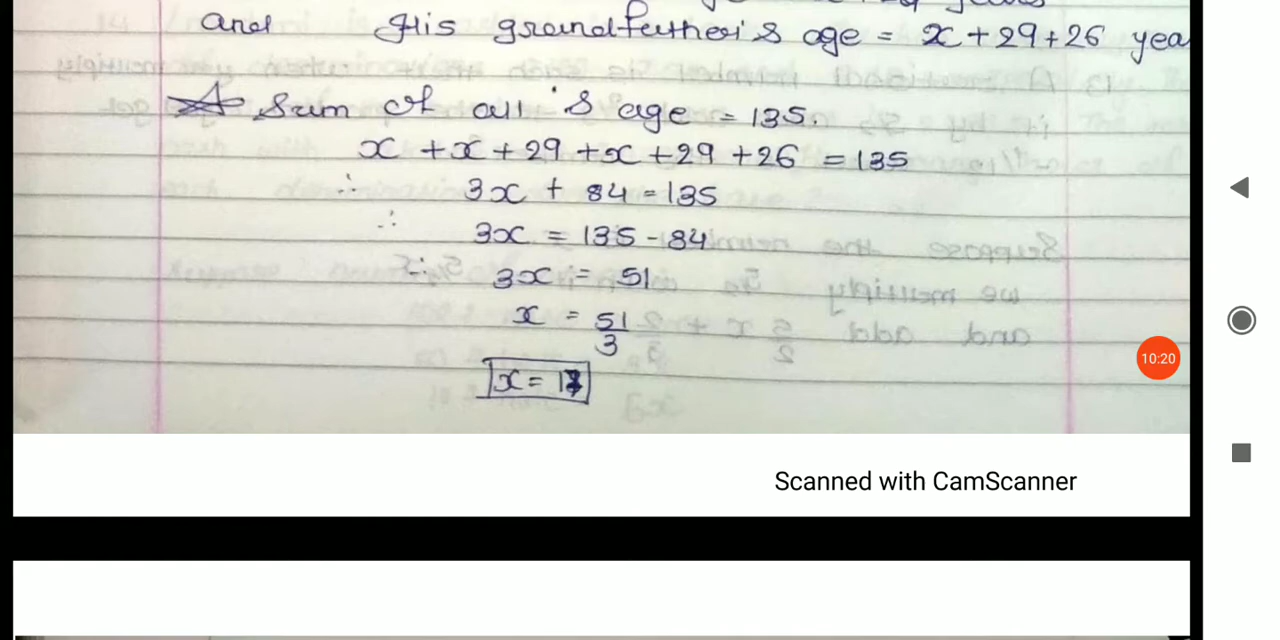 and His grandfather's age = x + 29 + 26 yea
Sum of all's age = 135.
x + x + 29 + x + 29 + 26 = 135
∴ 3x + 84 = 135
∴ 3x = 135 - 84
∴ 3x = 51
x = 51/3
x = 17
10:20
Scanned with CamScanner